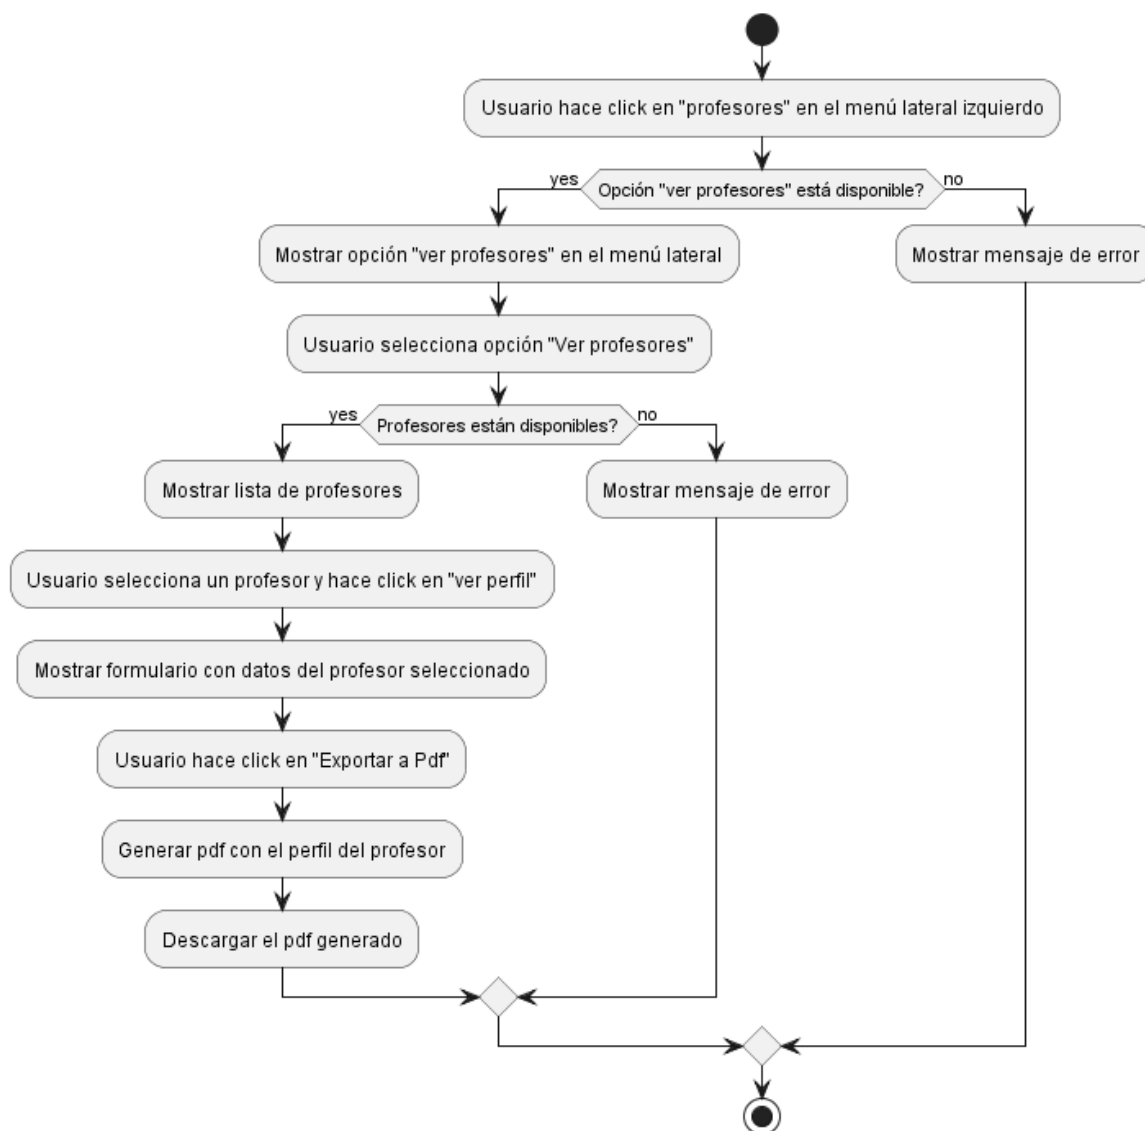 Usuario hace click en "profesores" en el menú lateral izquierdo
yes
Opción "ver profesores" está disponible?
no
Mostrar opción "ver profesores" en el menú lateral
Mostrar mensaje de error
Usuario selecciona opción "Ver profesores"
yes
Profesores están disponibles?
no
Mostrar lista de profesores
Mostrar mensaje de error
Usuario selecciona un profesor y hace click en "ver perfil"
Mostrar formulario con datos del profesor seleccionado
Usuario hace click en "Exportar a Pdf"
Generar pdf con el perfil del profesor
Descargar el pdf generado